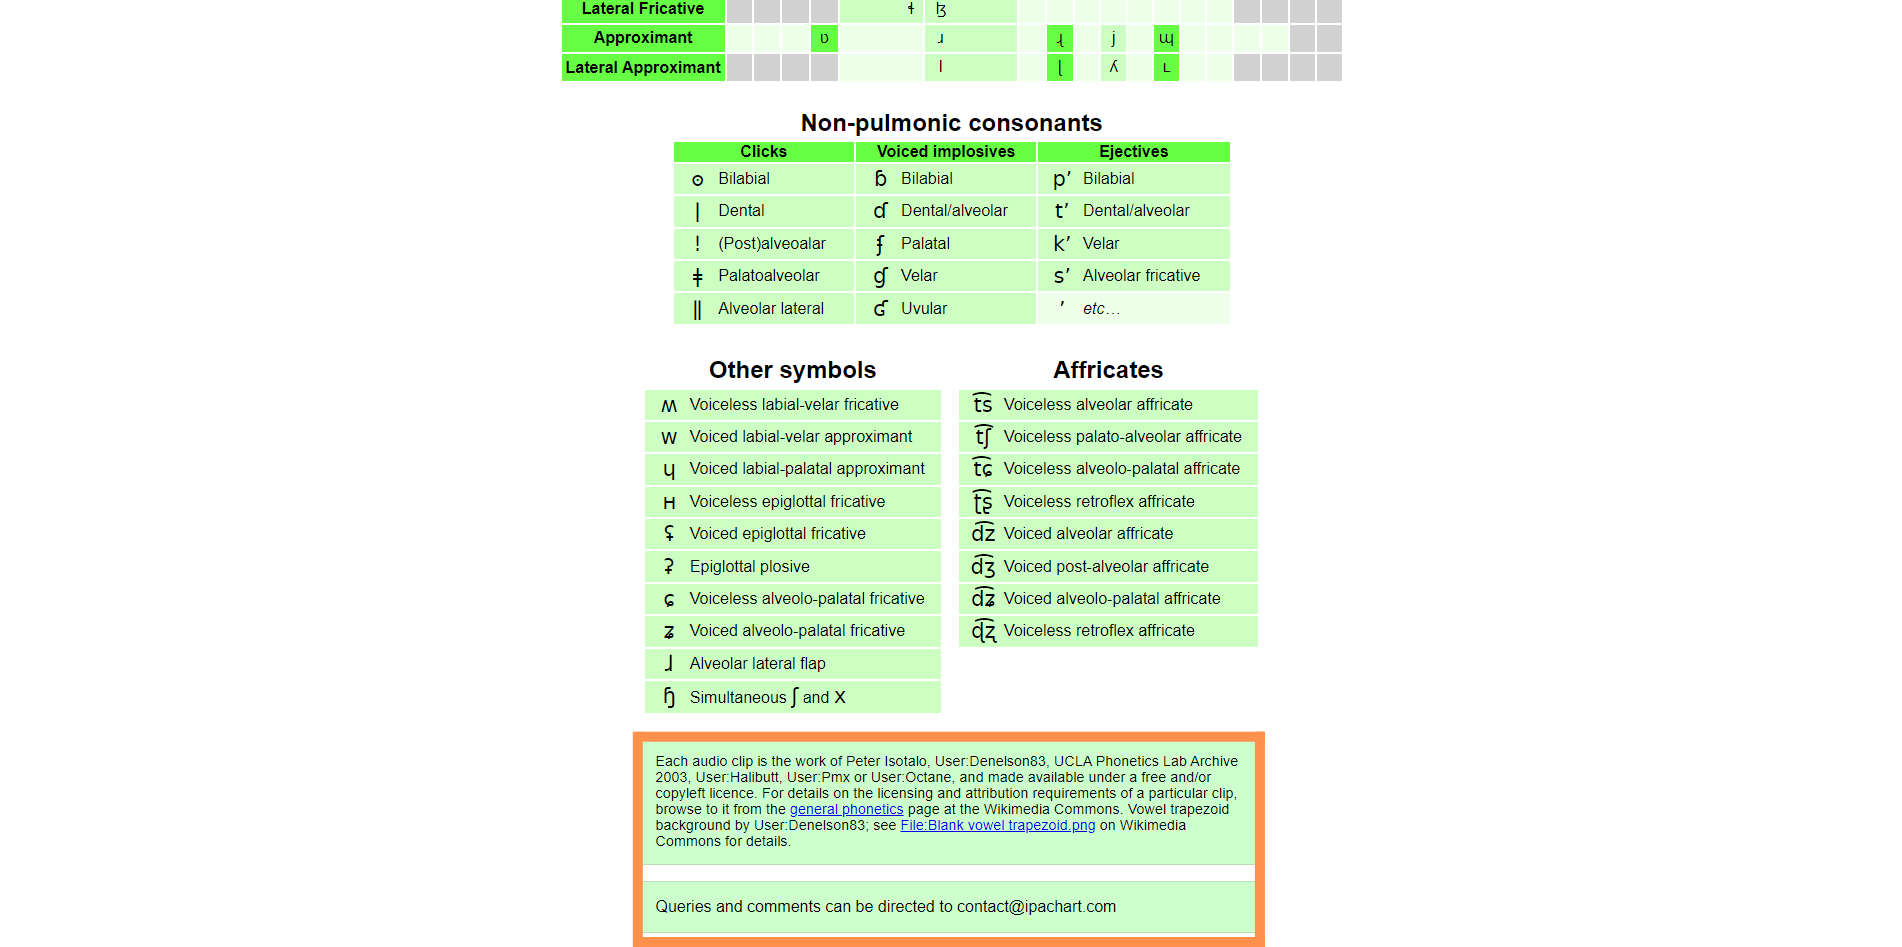 Lateral Fricative ɬ ɮ
Approximant ʋ ɹ ɻ j ɰ
Lateral Approximant l ɭ ʎ ʟ
Non-pulmonic consonants
Clicks Voiced implosives Ejectives
ʘ Bilabial ɓ Bilabial pʼ Bilabial
ǀ Dental ɗ Dental/alveolar tʼ Dental/alveolar
ǃ (Post)alveoalar ʄ Palatal kʼ Velar
ǂ Palatoalveolar ɠ Velar sʼ Alveolar fricative
ǁ Alveolar lateral ʛ Uvular ʼ etc…
Other symbols
ʍ Voiceless labial-velar fricative
w Voiced labial-velar approximant
ɥ Voiced labial-palatal approximant
ʜ Voiceless epiglottal fricative
ʢ Voiced epiglottal fricative
ʡ Epiglottal plosive
ɕ Voiceless alveolo-palatal fricative
ʑ Voiced alveolo-palatal fricative
ɺ Alveolar lateral flap
ɧ Simultaneous ʃ and X
Affricates
t͡s Voiceless alveolar affricate
t͡ʃ Voiceless palato-alveolar affricate
t͡ɕ Voiceless alveolo-palatal affricate
ʈ͡ʂ Voiceless retroflex affricate
d͡z Voiced alveolar affricate
d͡ʒ Voiced post-alveolar affricate
d͡ʑ Voiced alveolo-palatal affricate
ɖ͡ʐ Voiceless retroflex affricate
Each audio clip is the work of Peter Isotalo, User:Denelson83, UCLA Phonetics Lab Archive
2003, User:Halibutt, User:Pmx or User:Octane, and made available under a free and/or
copyleft licence. For details on the licensing and attribution requirements of a particular clip,
browse to it from the general phonetics page at the Wikimedia Commons. Vowel trapezoid
background by User:Denelson83; see File:Blank vowel trapezoid.png on Wikimedia
Commons for details.
Queries and comments can be directed to contact@ipachart.com